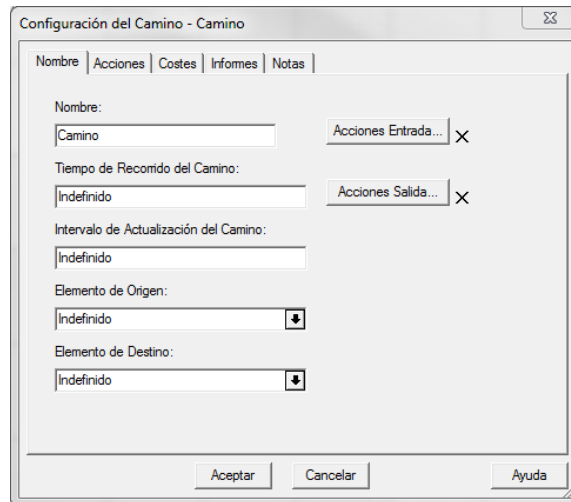 Configuración del Camino - Camino
Nombre Acciones Costes Informes Notas
Nombre:
Camino
Acciones Entrada...
Tiempo de Recorrido del Camino:
Indefinido
Acciones Salida...
Intervalo de Actualización del Camino:
Indefinido
Elemento de Origen:
Indefinido
Elemento de Destino:
Indefinido
Aceptar Cancelar Ayuda